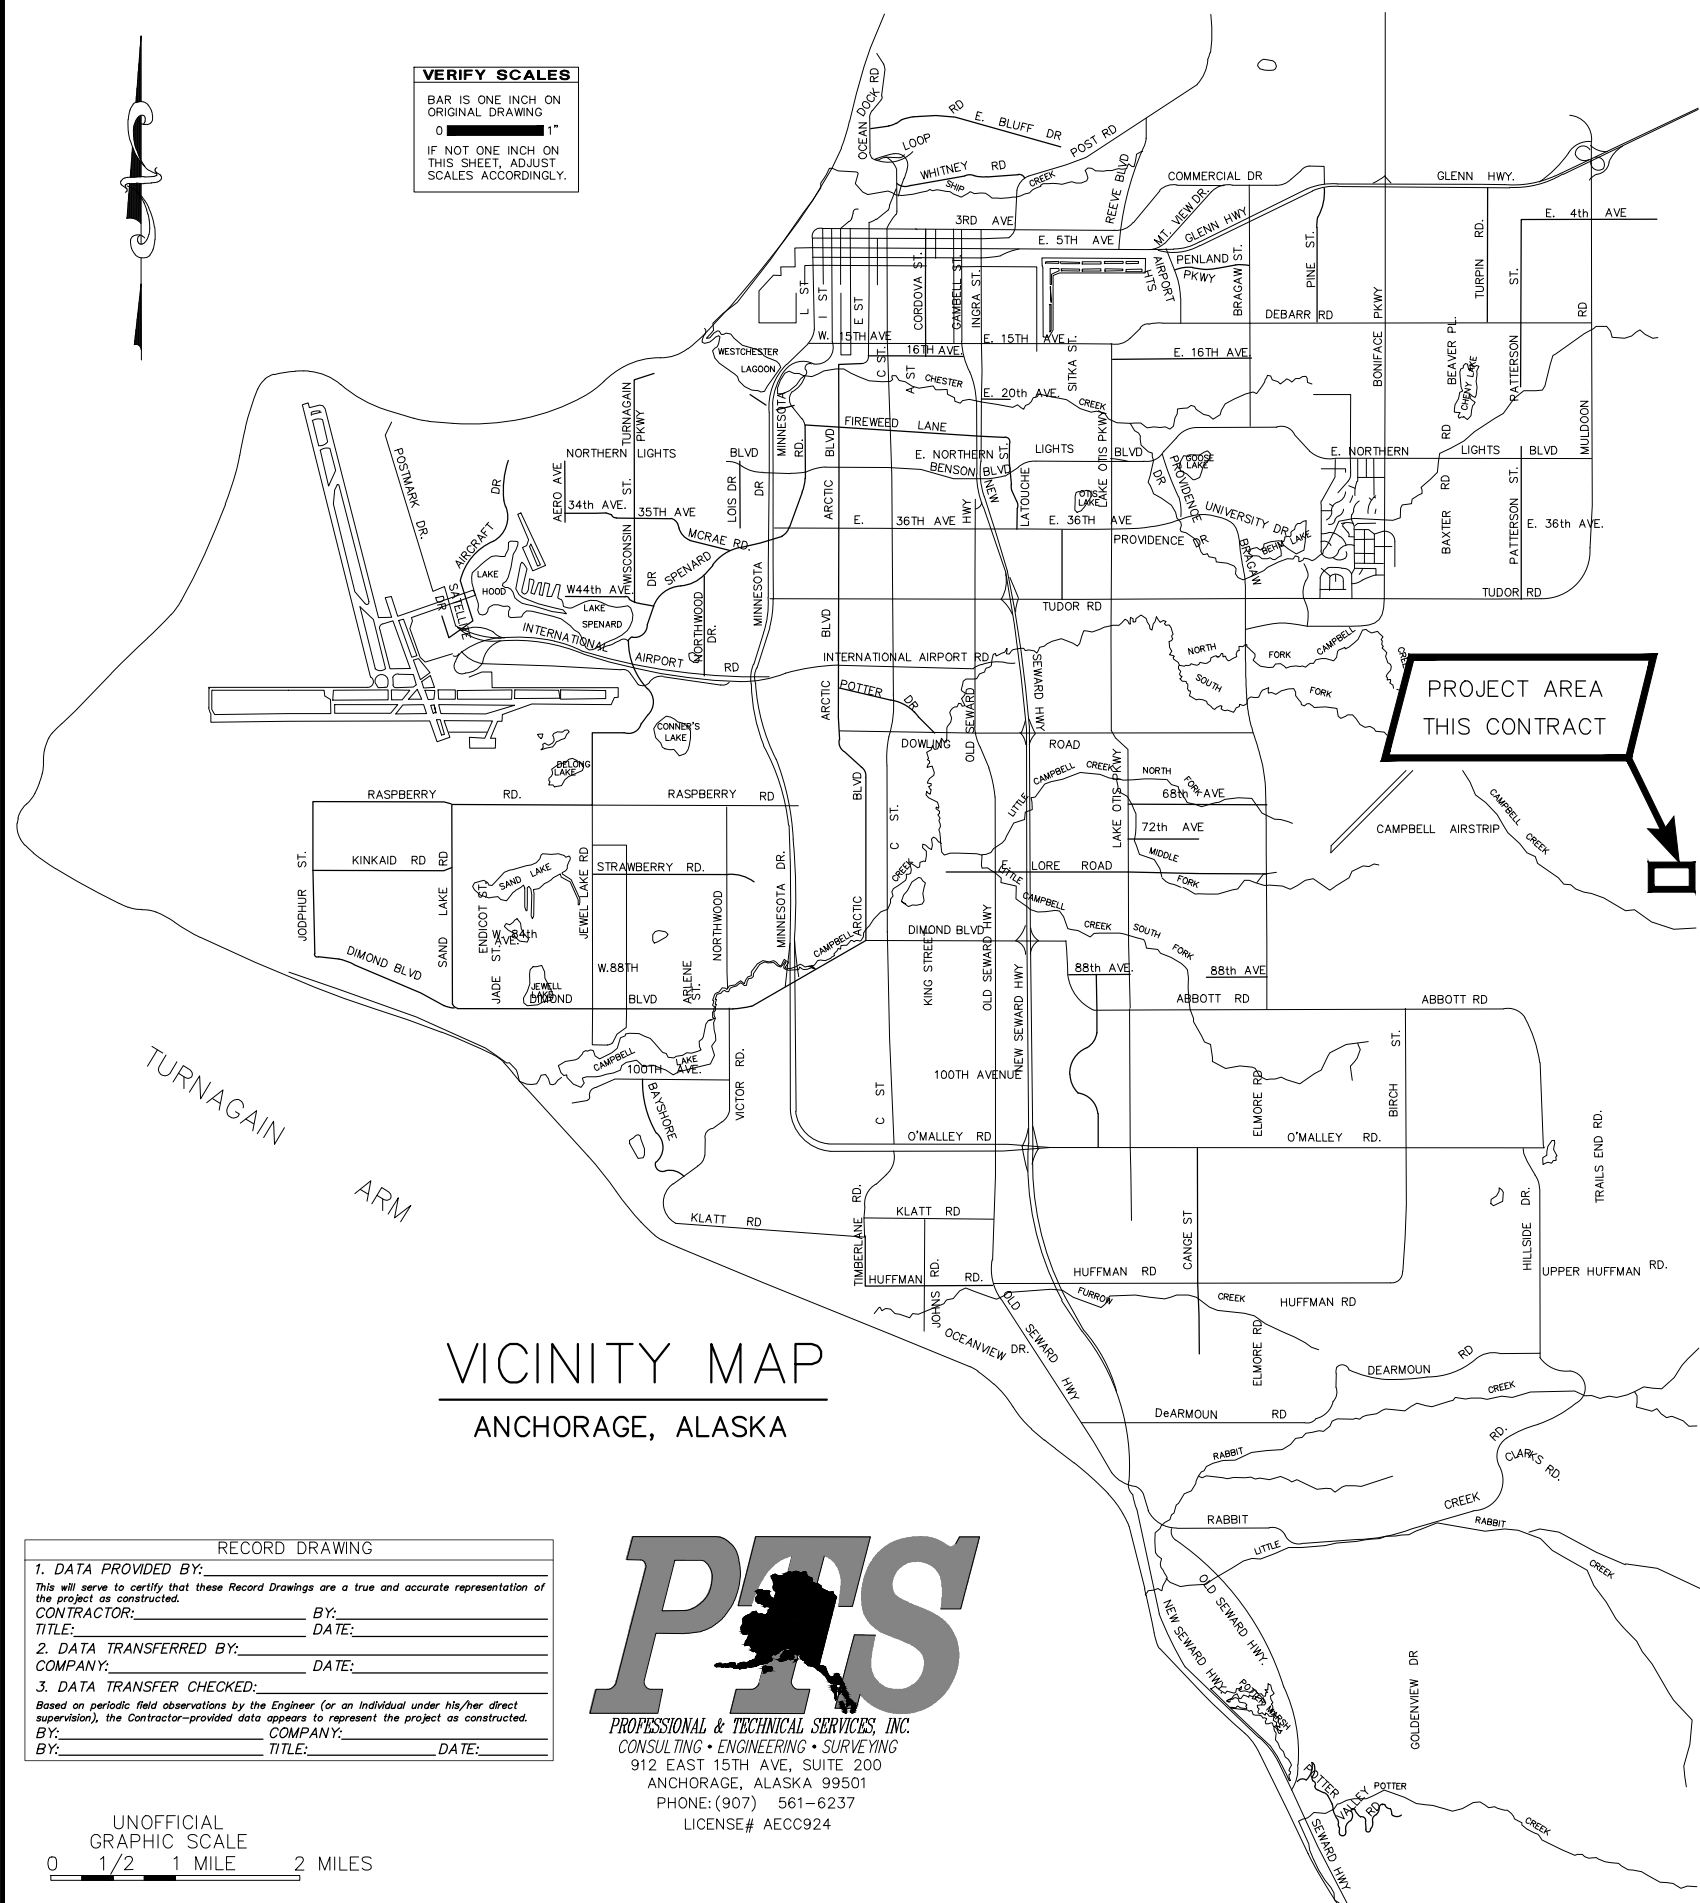 VERIFY SCALES
BAR IS ONE INCH ON
ORIGINAL DRAWING
0 1"
IF NOT ONE INCH ON
THIS SHEET, ADJUST
SCALES ACCORDINGLY.
OCEAN DOCK RD
LOOP RD
E. BLUFF DR
POST RD
WHITNEY RD
SHIP CREEK
REEVE BLVD
COMMERCIAL DR
GLENN HWY.
MT. VIEW DR.
GLENN HWY
3RD AVE
E. 5TH AVE
E. 4th AVE
AIRPORT HTS
PENLAND PKWY
BRAGAW ST.
PINE ST.
TURPIN RD.
PATTERSON ST.
MULDOON RD
L ST
I ST
E ST
CORDOVA ST.
GAMBELL ST.
INGRA ST.
DEBARR RD
BONIFACE PKWY
BEAVER PL.
CHENY LAKE
W. 15TH AVE
E. 15TH AVE.
16TH AVE.
E. 16TH AVE
SITKA ST.
C ST.
A ST
WESTCHESTER
LAGOON
CHESTER CREEK
E. 20th AVE.
FIREWEED LANE
TURNAGAIN PKWY
MINNESOTA DR
NORTHERN LIGHTS BLVD
E. NORTHERN LIGHTS BLVD
E. NORTHERN LIGHTS BLVD
BENSON BLVD
SPENARD RD.
ARCTIC BLVD
LAKE OTIS PKWY
LATOUCHE ST.
OTIS LAKE
GOOSE LAKE
PROVIDENCE DR
UNIVERSITY DR.
BAXTER RD
PATTERSON ST.
POSTMARK DR.
AIRCRAFT DR
AERO AVE
34th AVE.
35TH AVE
WISCONSIN ST.
LOIS DR
MCRAE RD.
E. 36TH AVE
E. 36TH AVE
E. 36th AVE.
NEW SEWARD HWY
PROVIDENCE DR
BEHM LAKE
BRAGAW
LAKE HOOD
W44th AVE.
LAKE SPENARD
SATELLITE DR
NORTHWOOD DR.
MINNESOTA DR
TUDOR RD
TUDOR RD
INTERNATIONAL AIRPORT RD
INTERNATIONAL AIRPORT RD
NORTH FORK CAMPBELL CREEK
SOUTH FORK
PROJECT AREA
THIS CONTRACT
POTTER DR
ARCTIC BLVD
OLD SEWARD HWY
CONNER'S
LAKE
DELONG
LAKE
DOWLING ROAD
LITTLE CAMPBELL CREEK NORTH FORK
68th AVE
72th AVE
LAKE OTIS PKWY
CAMPBELL CREEK
CAMPBELL AIRSTRIP
RASPBERRY RD.
RASPBERRY RD
JODPHUR ST.
KINKAID RD
SAND LAKE RD
SAND LAKE
STRAWBERRY RD.
JEWEL LAKE RD
ENDICOT ST.
W. 84th
AVE.
JADE ST.
JEWELL
LAKE
W.88TH
ARLENE ST.
NORTHWOOD
MINNESOTA DR.
ARCTIC BLVD
C ST.
E. LORE ROAD
MIDDLE FORK
LITTLE CAMPBELL CREEK SOUTH FORK
DIMOND BLVD
DIMOND BLVD
DIMOND BLVD
CAMPBELL CREEK
KING STREET
OLD SEWARD HWY
NEW SEWARD HWY
88th AVE.
88th AVE
ABBOTT RD
ABBOTT RD
CAMPBELL LAKE
100TH AVE.
100TH AVENUE
BAYSHORE
VICTOR RD.
C ST
ELMORE RD
BIRCH ST.
TRAILS END RD.
TURNAGAIN
ARM
O'MALLEY RD
O'MALLEY RD.
KLATT RD
KLATT RD
TIMBERLANE RD.
CANGE ST
HILLSIDE DR.
HUFFMAN RD.
HUFFMAN RD
HUFFMAN RD
UPPER HUFFMAN RD.
JOHNS RD.
FURROW CREEK
OCEANVIEW DR.
OLD SEWARD HWY
ELMORE RD
DEARMOUN RD
DeARMOUN RD
VICINITY MAP
ANCHORAGE, ALASKA
RABBIT CREEK
CLARKS RD.
RABBIT CREEK RD.
LITTLE RABBIT CREEK
OLD SEWARD HWY.
NEW SEWARD HWY.
POTTER MARSH
GOLDENVIEW DR
POTTER VALLEY RD
POTTER CREEK
SEWARD HWY
RECORD DRAWING
1. DATA PROVIDED BY:
This will serve to certify that these Record Drawings are a true and accurate representation of
the project as constructed.
CONTRACTOR: BY:
TITLE: DATE:
2. DATA TRANSFERRED BY:
COMPANY: DATE:
3. DATA TRANSFER CHECKED:
Based on periodic field observations by the Engineer (or an Individual under his/her direct
supervision), the Contractor-provided data appears to represent the project as constructed.
BY: COMPANY:
BY: TITLE: DATE:
PTS
PROFESSIONAL & TECHNICAL SERVICES, INC.
CONSULTING • ENGINEERING • SURVEYING
912 EAST 15TH AVE, SUITE 200
ANCHORAGE, ALASKA 99501
PHONE:(907) 561-6237
LICENSE# AECC924
UNOFFICIAL
GRAPHIC SCALE
0 1/2 1 MILE 2 MILES